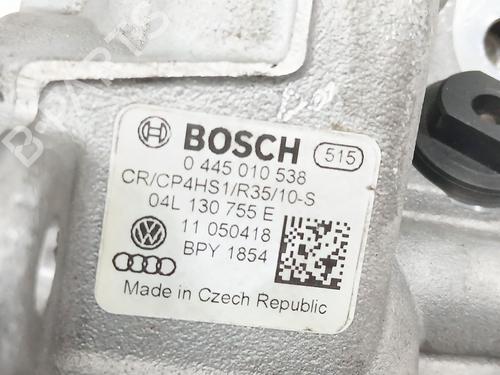 B-PARTS
BOSCH 515
0 445 010 538
CR/CP4HS1/R35/10-S
04L 130 755 E
11 050418
BPY 1854
Made in Czech Republic